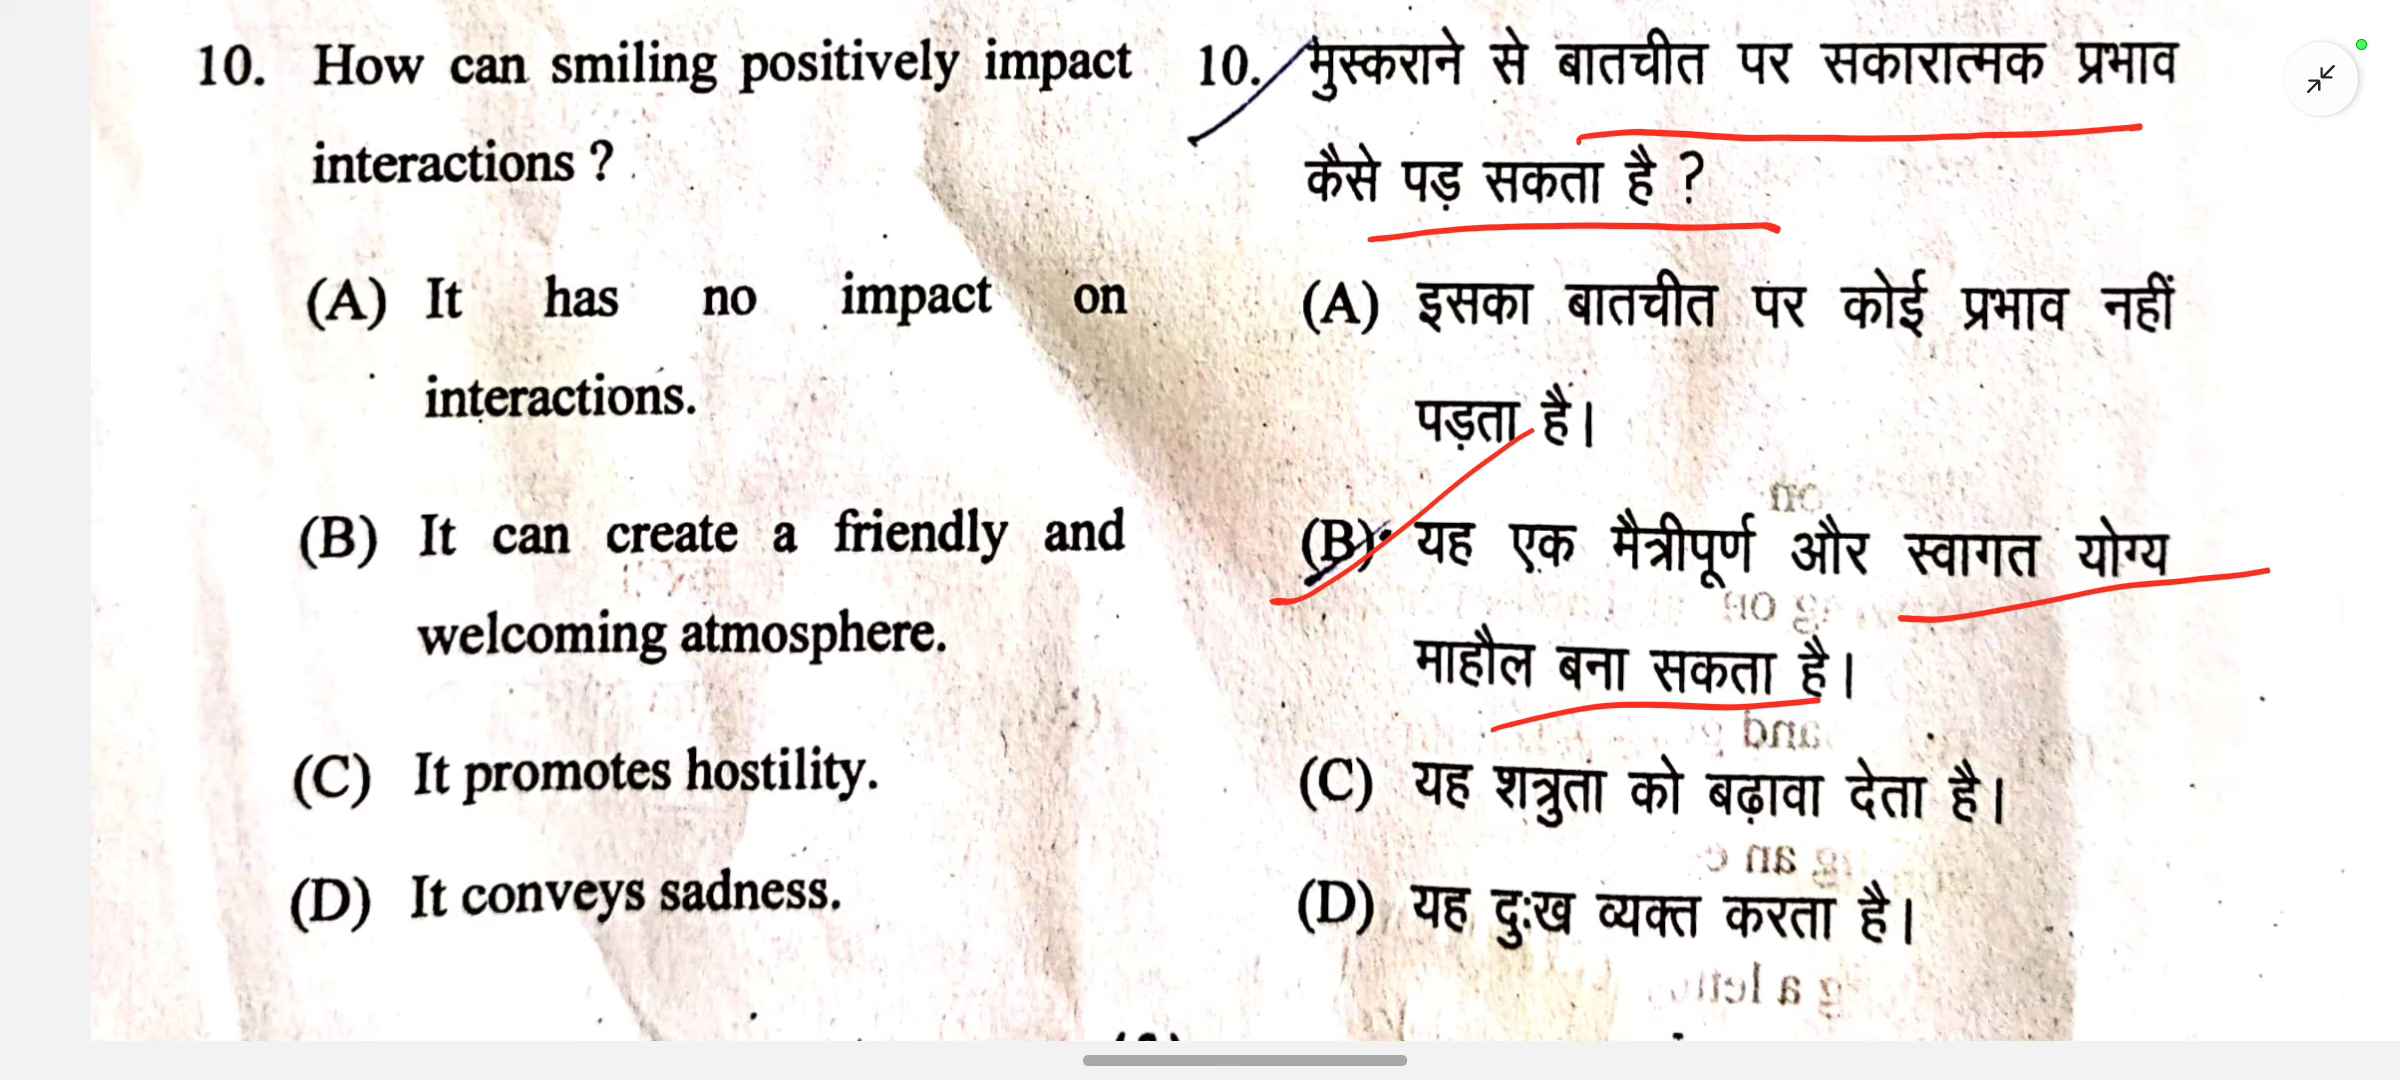 10. How can smiling positively impact
interactions ?
(A) It has no impact on
interactions.
(B) It can create a friendly and
welcoming atmosphere.
(C) It promotes hostility.
(D) It conveys sadness.
10. मुस्कराने से बातचीत पर सकारात्मक प्रभाव
कैसे पड़ सकता है ?
(A) इसका बातचीत पर कोई प्रभाव नहीं
पड़ता है।
(B) यह एक मैत्रीपूर्ण और स्वागत योग्य
माहौल बना सकता है।
(C) यह शत्रुता को बढ़ावा देता है।
(D) यह दुःख व्यक्त करता है।